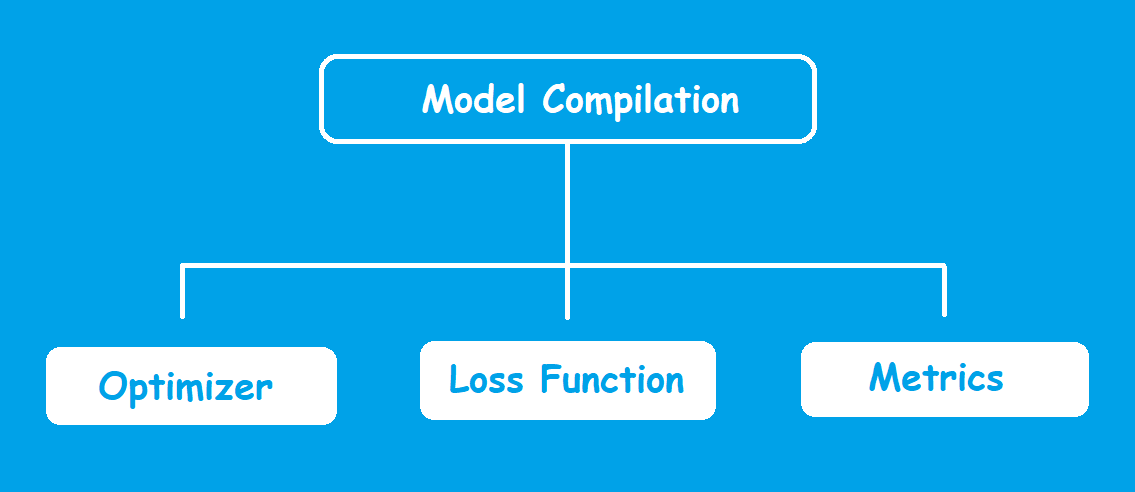 Model Compilation
Optimizer
Loss Function
Metrics